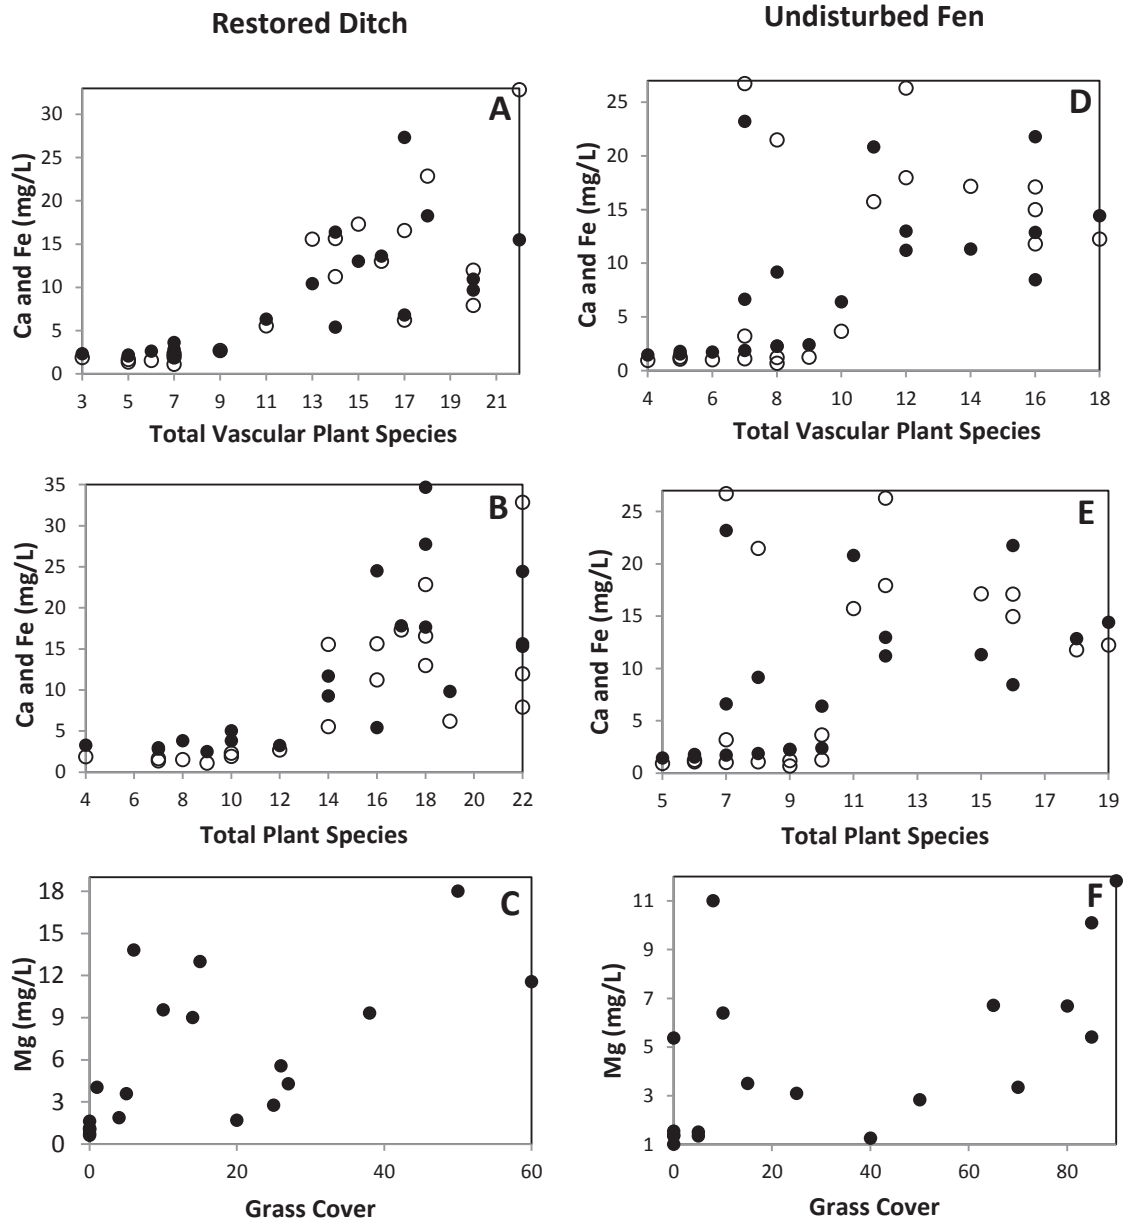 Restored Ditch
Undisturbed Fen
A
Ca and Fe (mg/L)
30
25
20
15
10
5
0
3 5 7 9 11 13 15 17 19 21
Total Vascular Plant Species
D
Ca and Fe (mg/L)
25
20
15
10
5
0
4 6 8 10 12 14 16 18
Total Vascular Plant Species
B
Ca and Fe (mg/L)
35
30
25
20
15
10
5
0
4 6 8 10 12 14 16 18 20 22
Total Plant Species
E
Ca and Fe (mg/L)
25
20
15
10
5
0
5 7 9 11 13 15 17 19
Total Plant Species
C
Mg (mg/L)
18
15
12
9
6
3
0
0 20 40 60
Grass Cover
F
Mg (mg/L)
11
9
7
5
3
1
0 20 40 60 80
Grass Cover